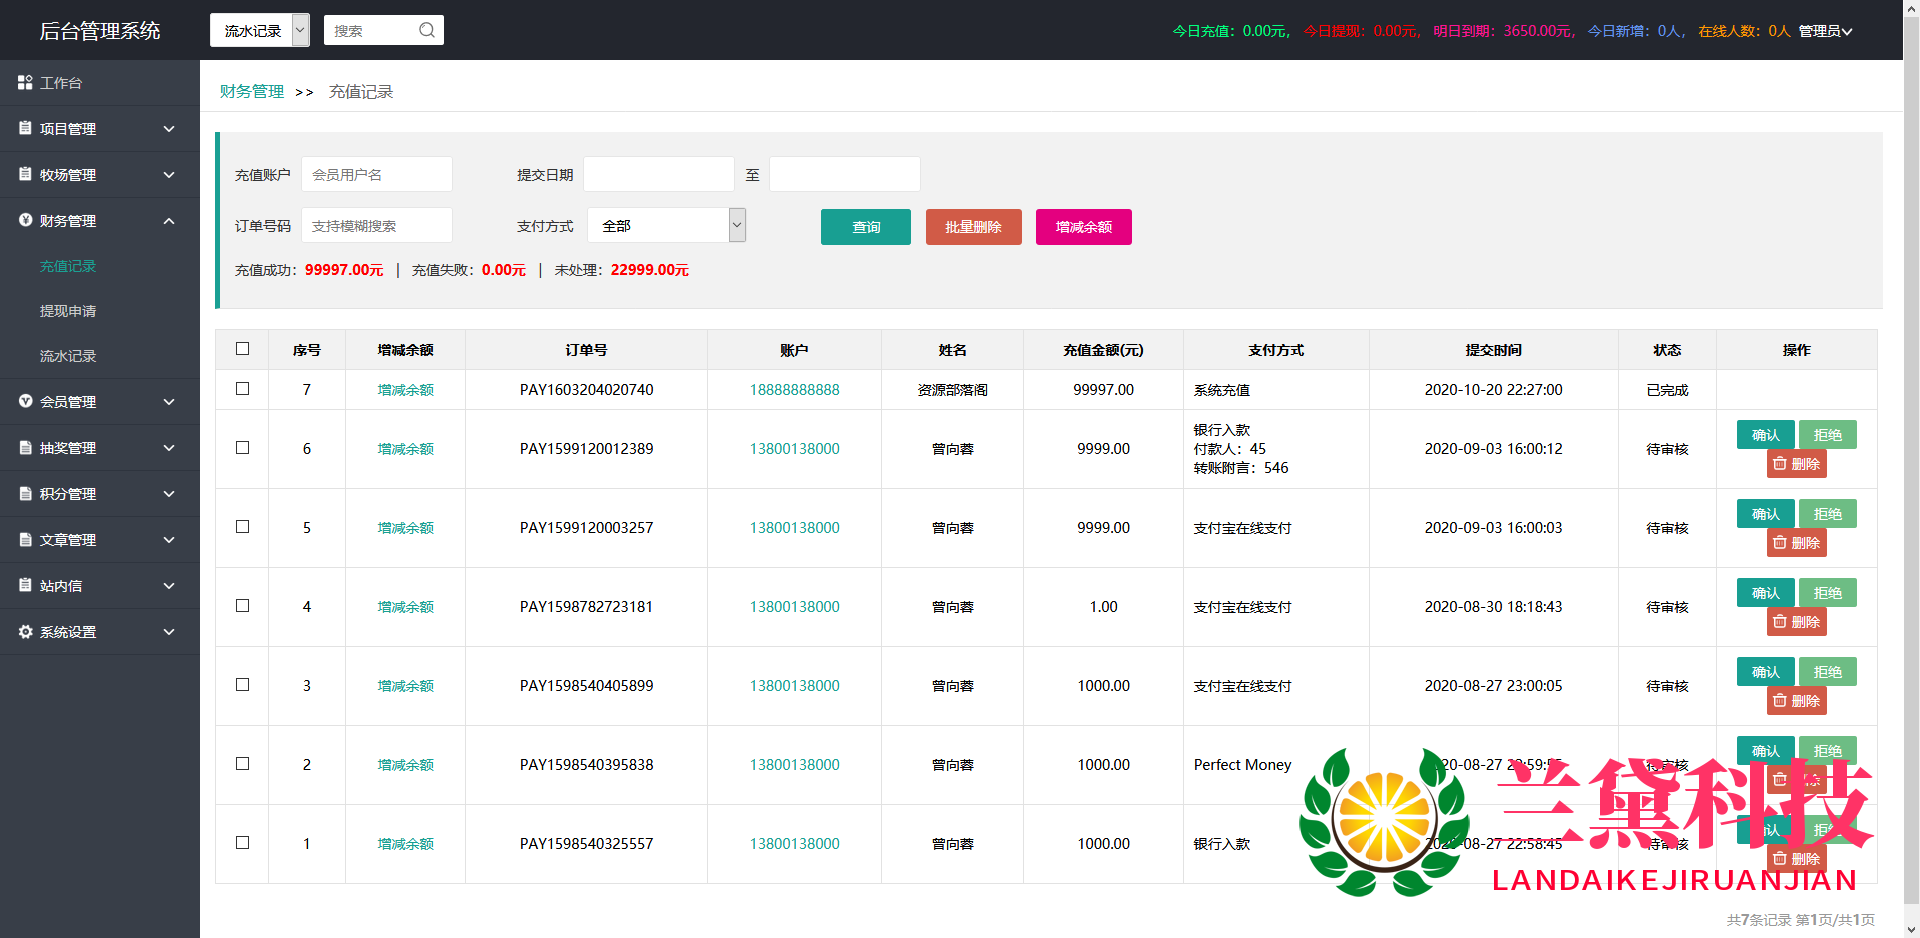 后台管理系统 流水记录 搜索 今日充值：0.00元， 今日提现：0.00元， 明日到期：3650.00元， 今日新增：0人， 在线人数：0人 管理员
工作台
项目管理
牧场管理
财务管理
充值记录
提现申请
流水记录
会员管理
抽奖管理
积分管理
文章管理
站内信
系统设置
财务管理 >> 充值记录
充值账户 会员用户名 提交日期 至
订单号码 支持模糊搜索 支付方式 全部 查询 批量删除 增减余额
充值成功：99997.00元 | 充值失败：0.00元 | 未处理：22999.00元
序号 增减余额 订单号 账户 姓名 充值金额(元) 支付方式 提交时间 状态 操作
7 增减余额 PAY1603204020740 18888888888 资源部落阁 99997.00 系统充值 2020-10-20 22:27:00 已完成
6 增减余额 PAY1599120012389 13800138000 曾向蓉 9999.00 银行入款 付款人：45 转账附言：546 2020-09-03 16:00:12 待审核 确认 拒绝 删除
5 增减余额 PAY1599120003257 13800138000 曾向蓉 9999.00 支付宝在线支付 2020-09-03 16:00:03 待审核 确认 拒绝 删除
4 增减余额 PAY1598782723181 13800138000 曾向蓉 1.00 支付宝在线支付 2020-08-30 18:18:43 待审核 确认 拒绝 删除
3 增减余额 PAY1598540405899 13800138000 曾向蓉 1000.00 支付宝在线支付 2020-08-27 23:00:05 待审核 确认 拒绝 删除
2 增减余额 PAY1598540395838 13800138000 曾向蓉 1000.00 Perfect Money 待审核 确认 拒绝
1 增减余额 PAY1598540325557 13800138000 曾向蓉 1000.00 银行入款 2020-08-27 22:58:45 待审核 确认 拒绝 删除
兰黛科技
LANDAIKEJIRUANJIAN
共7条记录 第1页/共1页